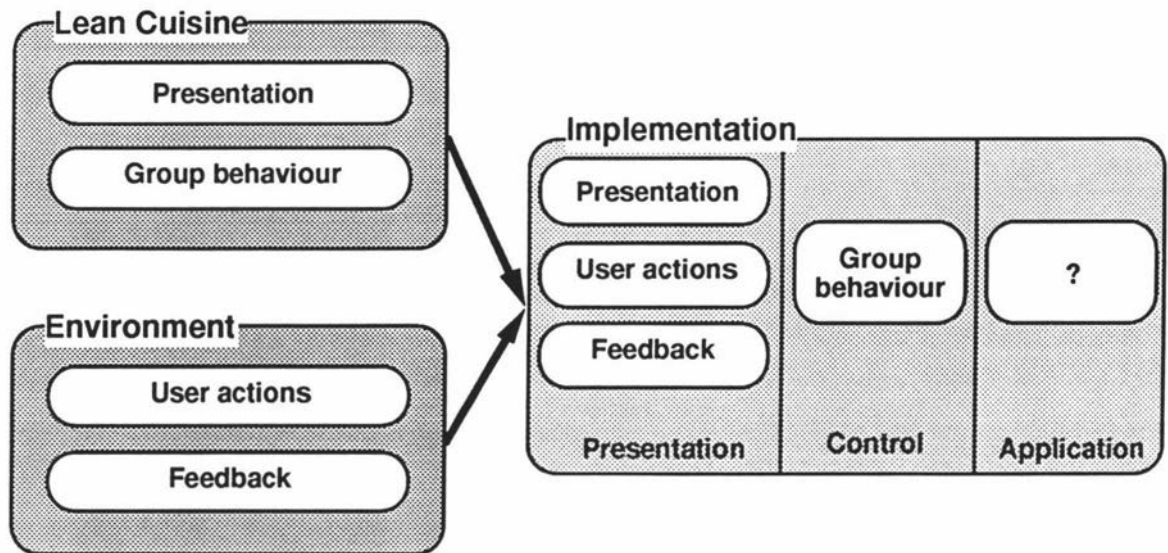 Lean Cuisine
Presentation
Group behaviour
Environment
User actions
Feedback
Implementation
Presentation
User actions
Feedback
Presentation
Group
behaviour
Control
?
Application